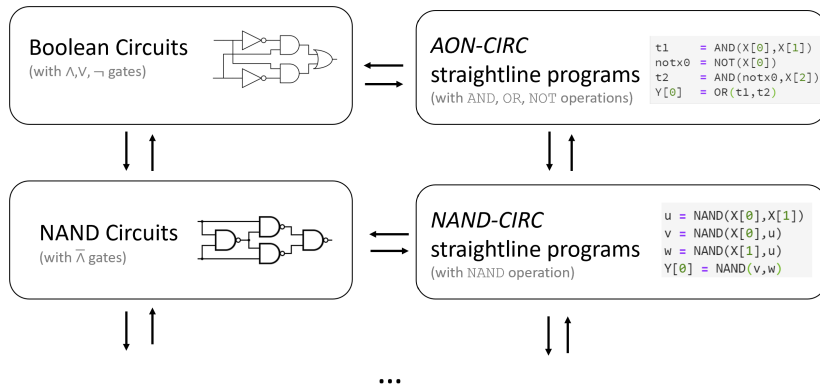 Boolean Circuits
(with ∧,∨, ¬ gates)
AON-CIRC
straightline programs
(with AND, OR, NOT operations)
t1 = AND(X[0],X[1])
notx0 = NOT(X[0])
t2 = AND(notx0,X[2])
Y[0] = OR(t1,t2)
NAND Circuits
(with ⊼ gates)
NAND-CIRC
straightline programs
(with NAND operation)
u = NAND(X[0],X[1])
v = NAND(X[0],u)
w = NAND(X[1],u)
Y[0] = NAND(v,w)
...